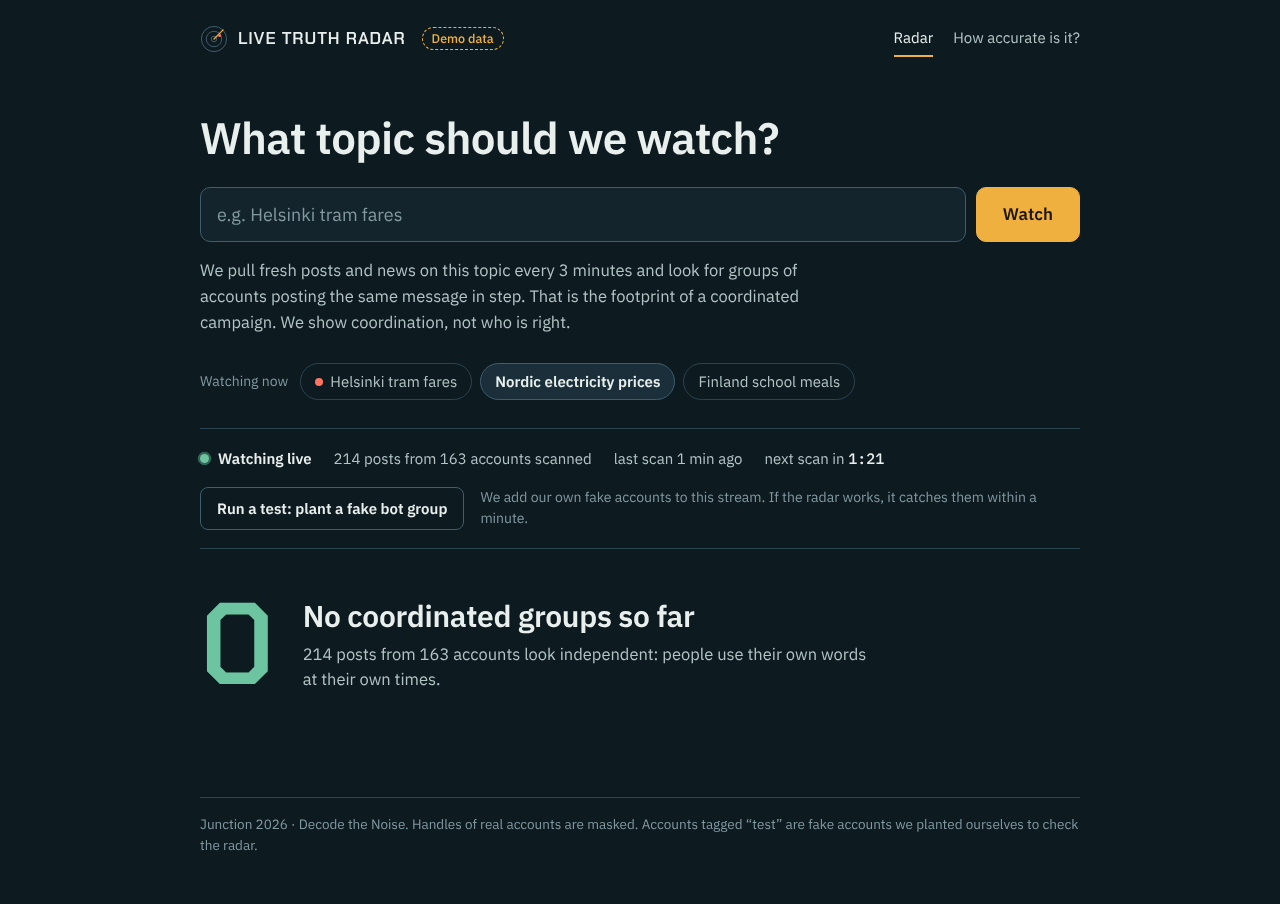 LIVE TRUTH RADAR Demo data Radar How accurate is it?
What topic should we watch?
e.g. Helsinki tram fares Watch
We pull fresh posts and news on this topic every 3 minutes and look for groups of
accounts posting the same message in step. That is the footprint of a coordinated
campaign. We show coordination, not who is right.
Watching now Helsinki tram fares Nordic electricity prices Finland school meals
Watching live 214 posts from 163 accounts scanned last scan 1 min ago next scan in 1:21
Run a test: plant a fake bot group
We add our own fake accounts to this stream. If the radar works, it catches them within a
minute.
0
No coordinated groups so far
214 posts from 163 accounts look independent: people use their own words
at their own times.
Junction 2026 · Decode the Noise. Handles of real accounts are masked. Accounts tagged “test” are fake accounts we planted ourselves to check
the radar.